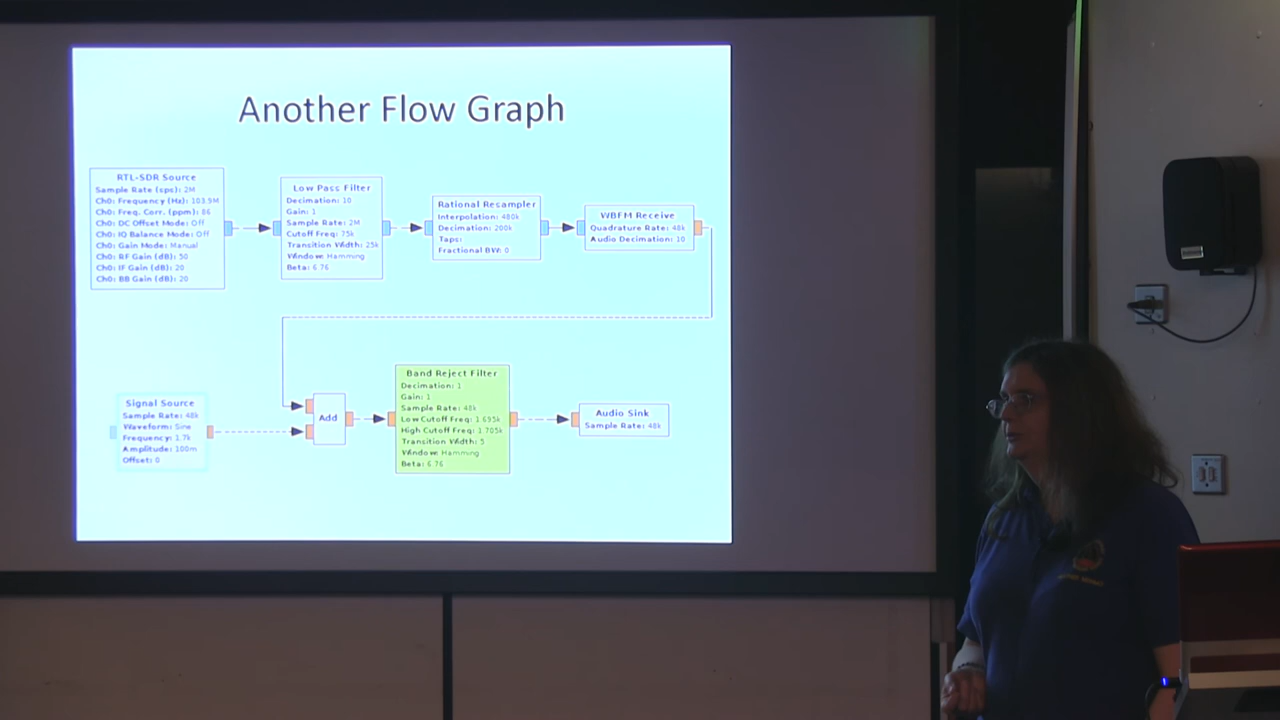 Another Flow Graph
RTL-SDR Source
Sample Rate (sps): 2M
Ch0: Frequency (Hz): 103.9M
Ch0: Freq. Corr. (ppm): 86
Ch0: DC Offset Mode: Off
Ch0: IQ Balance Mode: Off
Ch0: Gain Mode: Manual
Ch0: RF Gain (dB): 50
Ch0: IF Gain (dB): 20
Ch0: BB Gain (dB): 20
Low Pass Filter
Decimation: 10
Gain: 1
Sample Rate: 2M
Cutoff Freq: 75k
Transition Width: 25k
Window: Hamming
Beta: 6.76
Rational Resampler
Interpolation: 480k
Decimation: 200k
Taps:
Fractional BW: 0
WBFM Receive
Quadrature Rate: 48k
Audio Decimation: 10
Signal Source
Sample Rate: 48k
Waveform: Sine
Frequency: 1.7k
Amplitude: 100m
Offset: 0
Add
Band Reject Filter
Decimation: 1
Gain: 1
Sample Rate: 48k
Low Cutoff Freq: 1.695k
High Cutoff Freq: 1.705k
Transition Width: 5
Window: Hamming
Beta: 6.76
Audio Sink
Sample Rate: 48k